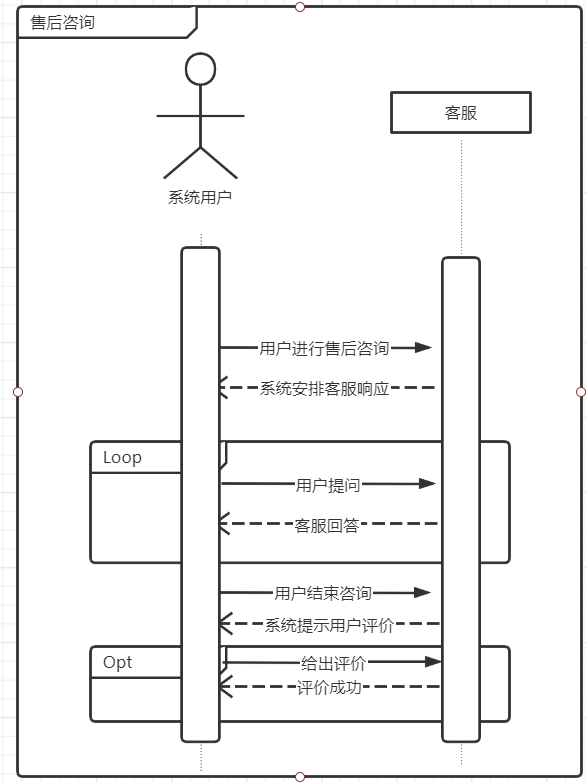 售后咨询
客服
系统用户
用户进行售后咨询
系统安排客服响应
Loop
用户提问
客服回答
用户结束咨询
系统提示用户评价
Opt
给出评价
评价成功